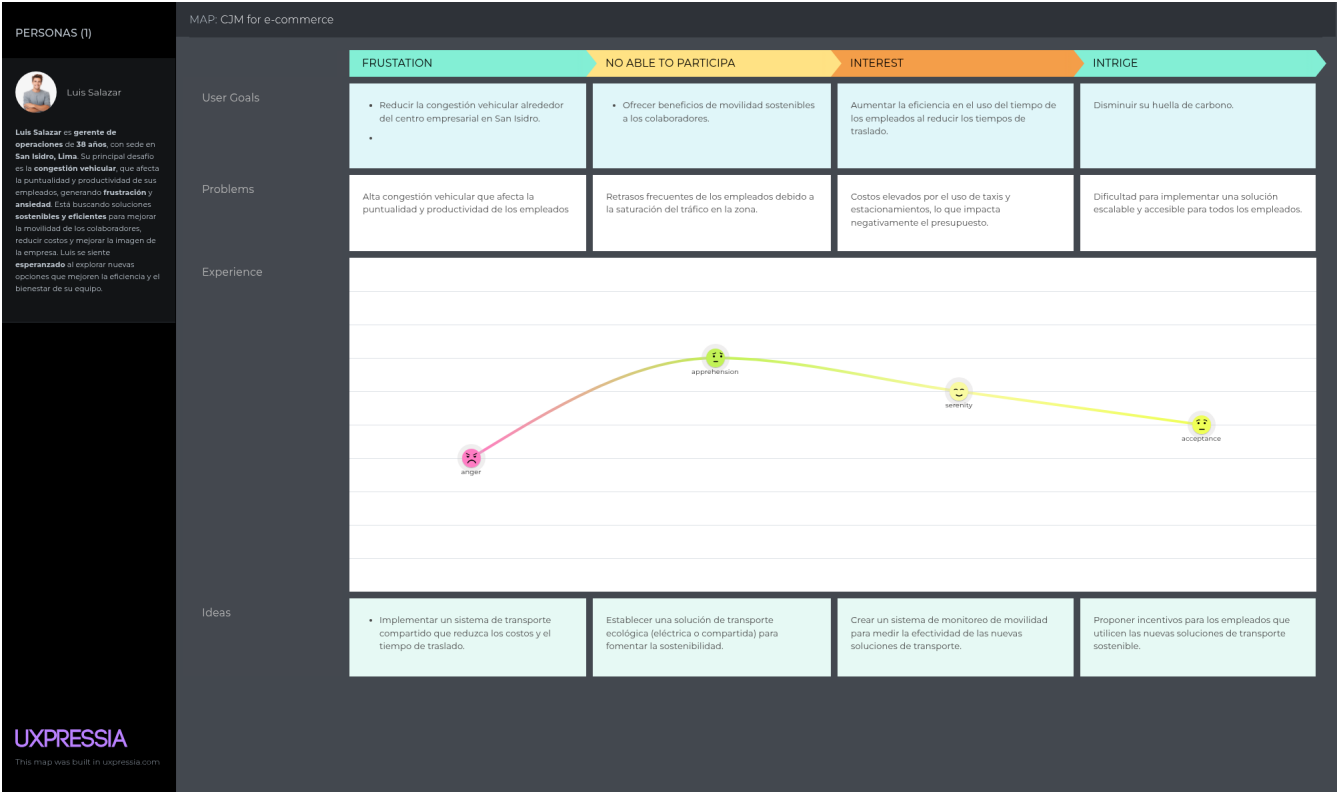 PERSONAS (1)
Luis Salazar
Luis Salazar es gerente de
operaciones de 38 años, con sede en
San Isidro, Lima. Su principal desafío
es la congestión vehicular, que afecta
la puntualidad y productividad de sus
empleados, generando frustración y
ansiedad. Está buscando soluciones
sostenibles y eficientes para mejorar
la movilidad de los colaboradores,
reducir costos y mejorar la imagen de
la empresa. Luis se siente
esperanzado al explorar nuevas
opciones que mejoren la eficiencia y el
bienestar de su equipo.
UXPRESSIA
This map was built in uxpressia.com
MAP: CJM for e-commerce
FRUSTATION
NO ABLE TO PARTICIPA
INTEREST
INTRIGE
User Goals
• Reducir la congestión vehicular alrededor
del centro empresarial en San Isidro.
•
• Ofrecer beneficios de movilidad sostenibles
a los colaboradores.
Aumentar la eficiencia en el uso del tiempo de
los empleados al reducir los tiempos de
traslado.
Disminuir su huella de carbono.
Problems
Alta congestión vehicular que afecta la
puntualidad y productividad de los empleados
Retrasos frecuentes de los empleados debido a
la saturación del tráfico en la zona.
Costos elevados por el uso de taxis y
estacionamientos, lo que impacta
negativamente el presupuesto.
Dificultad para implementar una solución
escalable y accesible para todos los empleados.
Experience
anger
apprehension
serenity
acceptance
Ideas
• Implementar un sistema de transporte
compartido que reduzca los costos y el
tiempo de traslado.
Establecer una solución de transporte
ecológica (eléctrica o compartida) para
fomentar la sostenibilidad.
Crear un sistema de monitoreo de movilidad
para medir la efectividad de las nuevas
soluciones de transporte.
Proponer incentivos para los empleados que
utilicen las nuevas soluciones de transporte
sostenible.